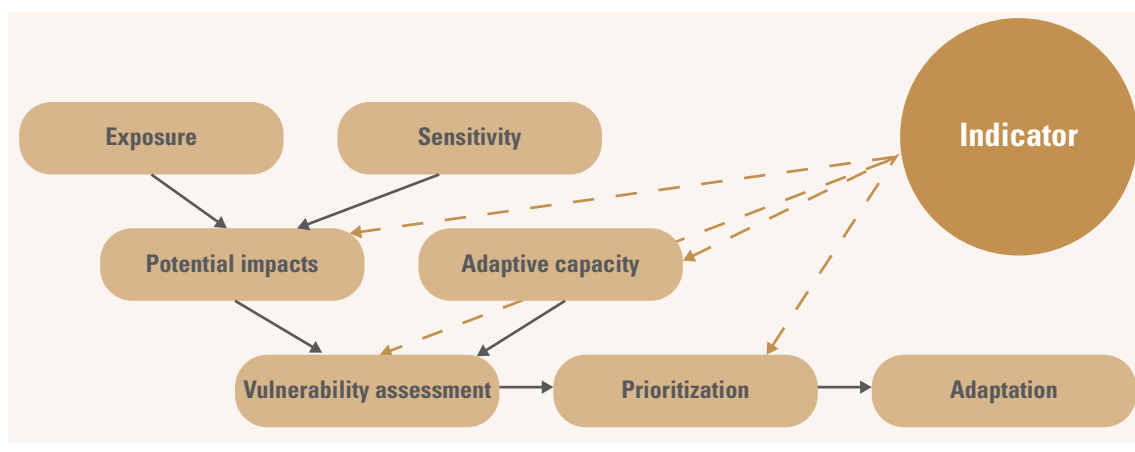 Indicator
Exposure
Sensitivity
Potential impacts
Adaptive capacity
Vulnerability assessment
Prioritization
Adaptation